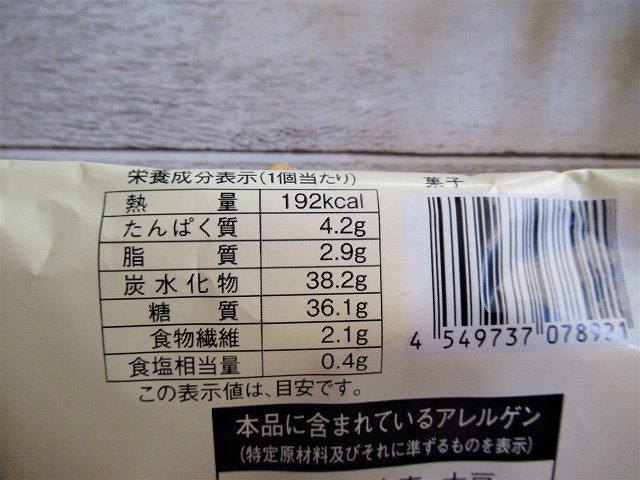 栄養成分表示(1個当たり)
熱量 192kcal
たんぱく質 4.2g
脂質 2.9g
炭水化物 38.2g
糖質 36.1g
食物繊維 2.1g
食塩相当量 0.4g
この表示値は、目安です。
菓子
4 549737 078921
本品に含まれているアレルゲン
(特定原材料及びそれに準ずるものを表示)